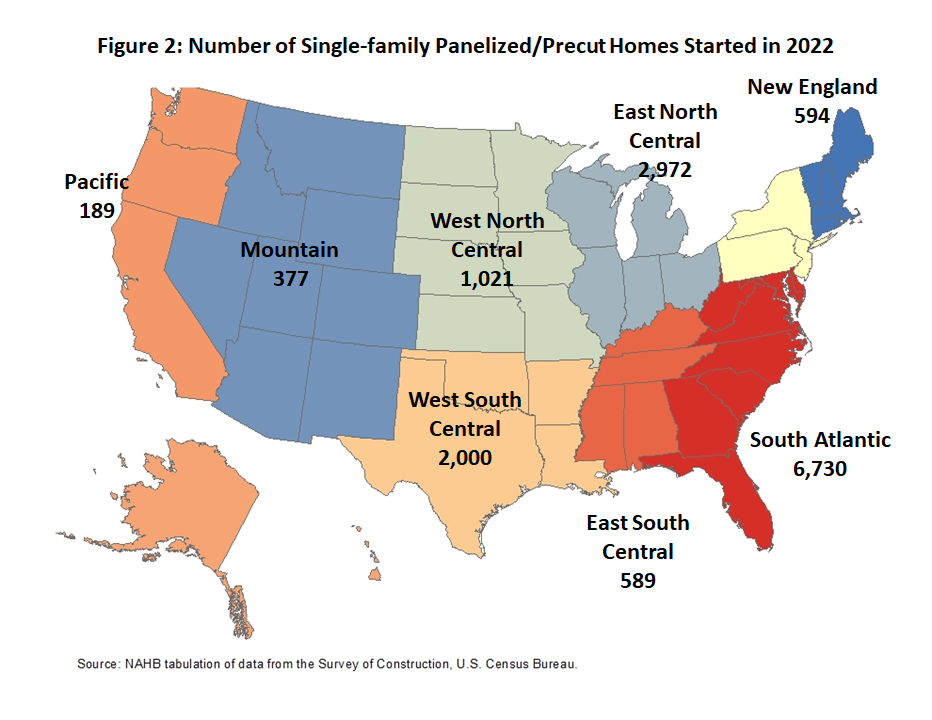 Figure 2: Number of Single-family Panelized/Precut Homes Started in 2022
New England
594
East North
Central
2,972
Pacific
189
West North
Central
1,021
Mountain
377
West South
Central
2,000
South Atlantic
6,730
East South
Central
589
Source: NAHB tabulation of data from the Survey of Construction, U.S. Census Bureau.